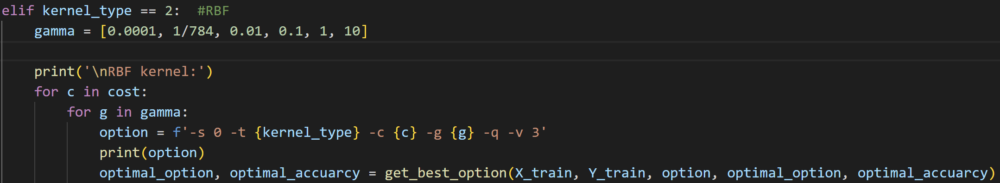 elif kernel_type == 2:  #RBF
    gamma = [0.0001, 1/784, 0.01, 0.1, 1, 10]
    print('\nRBF kernel:')
    for c in cost:
        for g in gamma:
            option = f'-s 0 -t {kernel_type} -c {c} -g {g} -q -v 3'
            print(option)
            optimal_option, optimal_accuarcy = get_best_option(X_train, Y_train, option, optimal_option, optimal_accuarcy)